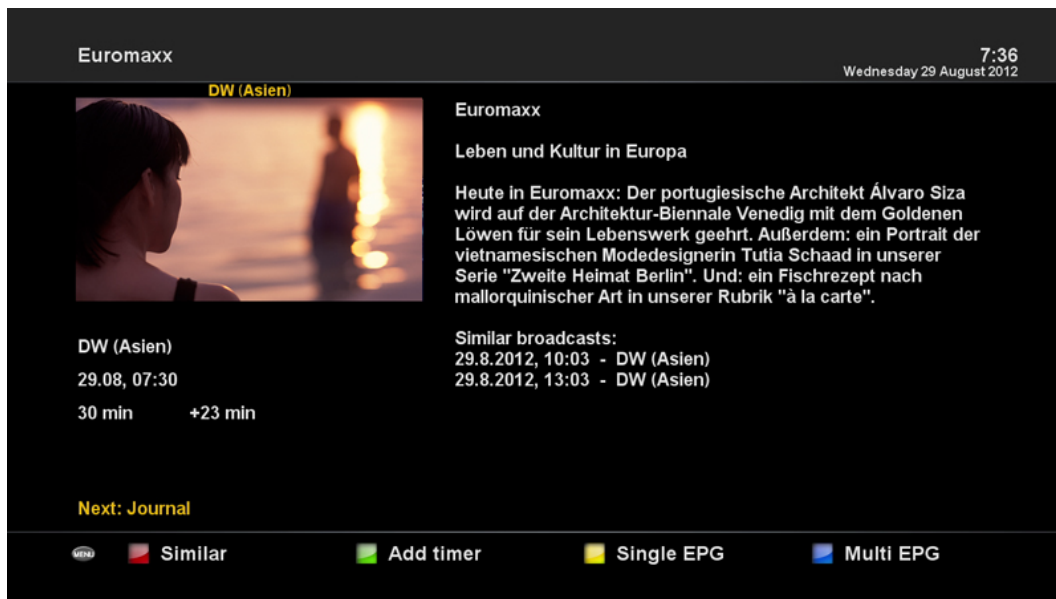 Euromaxx
7:36
Wednesday 29 August 2012
DW (Asien)
Euromaxx
Leben und Kultur in Europa
Heute in Euromaxx: Der portugiesische Architekt Álvaro Siza
wird auf der Architektur-Biennale Venedig mit dem Goldenen
Löwen für sein Lebenswerk geehrt. Außerdem: ein Portrait der
vietnamesischen Modedesignerin Tutia Schaad in unserer
Serie "Zweite Heimat Berlin". Und: ein Fischrezept nach
mallorquinischer Art in unserer Rubrik "à la carte".
Similar broadcasts:
29.8.2012, 10:03 - DW (Asien)
29.8.2012, 13:03 - DW (Asien)
DW (Asien)
29.08, 07:30
30 min +23 min
Next: Journal
MENU Similar Add timer Single EPG Multi EPG